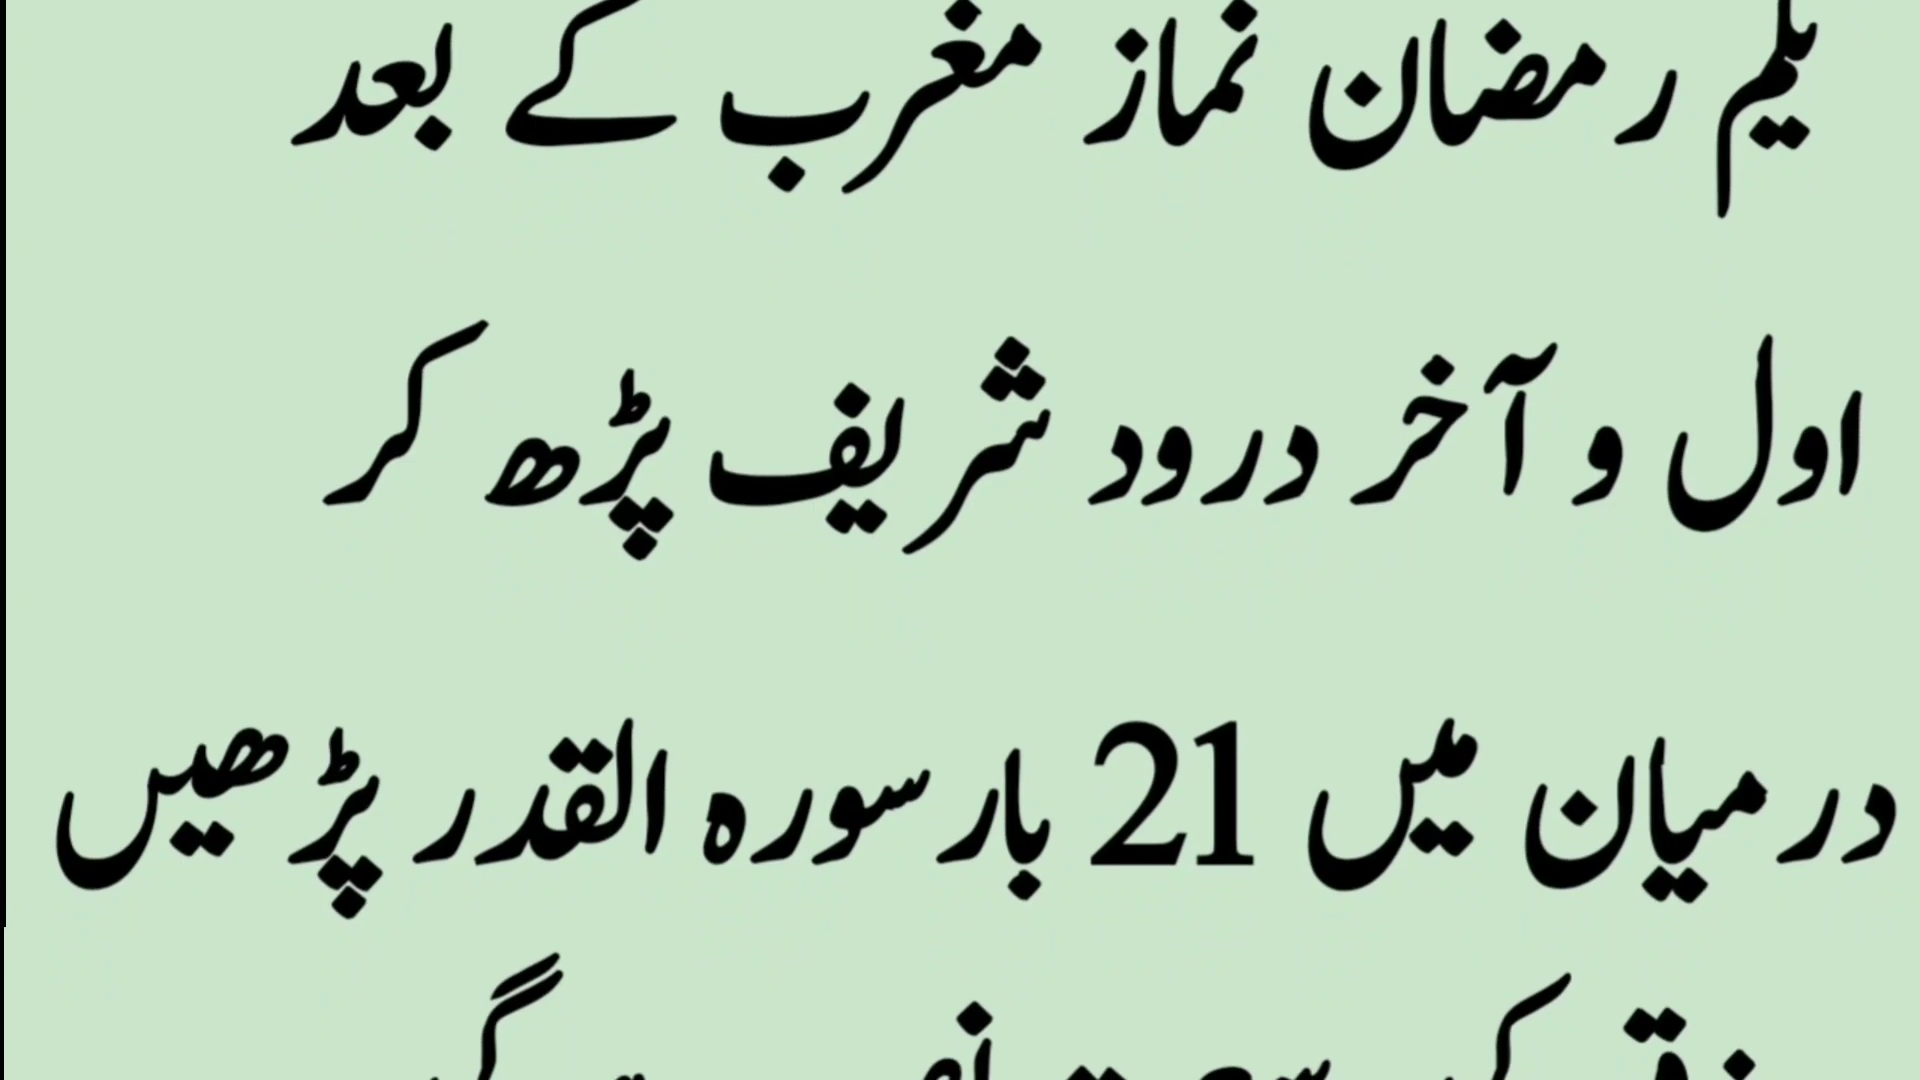 یکم رمضان نماز مغرب کے بعد
اول و آخر درود شریف پڑھ کر
درمیان میں 21 بار سورہ القدر پڑھیں